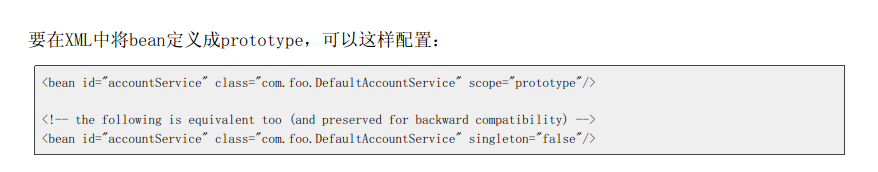 要在XML中将bean定义成prototype，可以这样配置：
<bean id="accountService" class="com.foo.DefaultAccountService" scope="prototype"/>
<!-- the following is equivalent too (and preserved for backward compatibility) -->
<bean id="accountService" class="com.foo.DefaultAccountService" singleton="false"/>